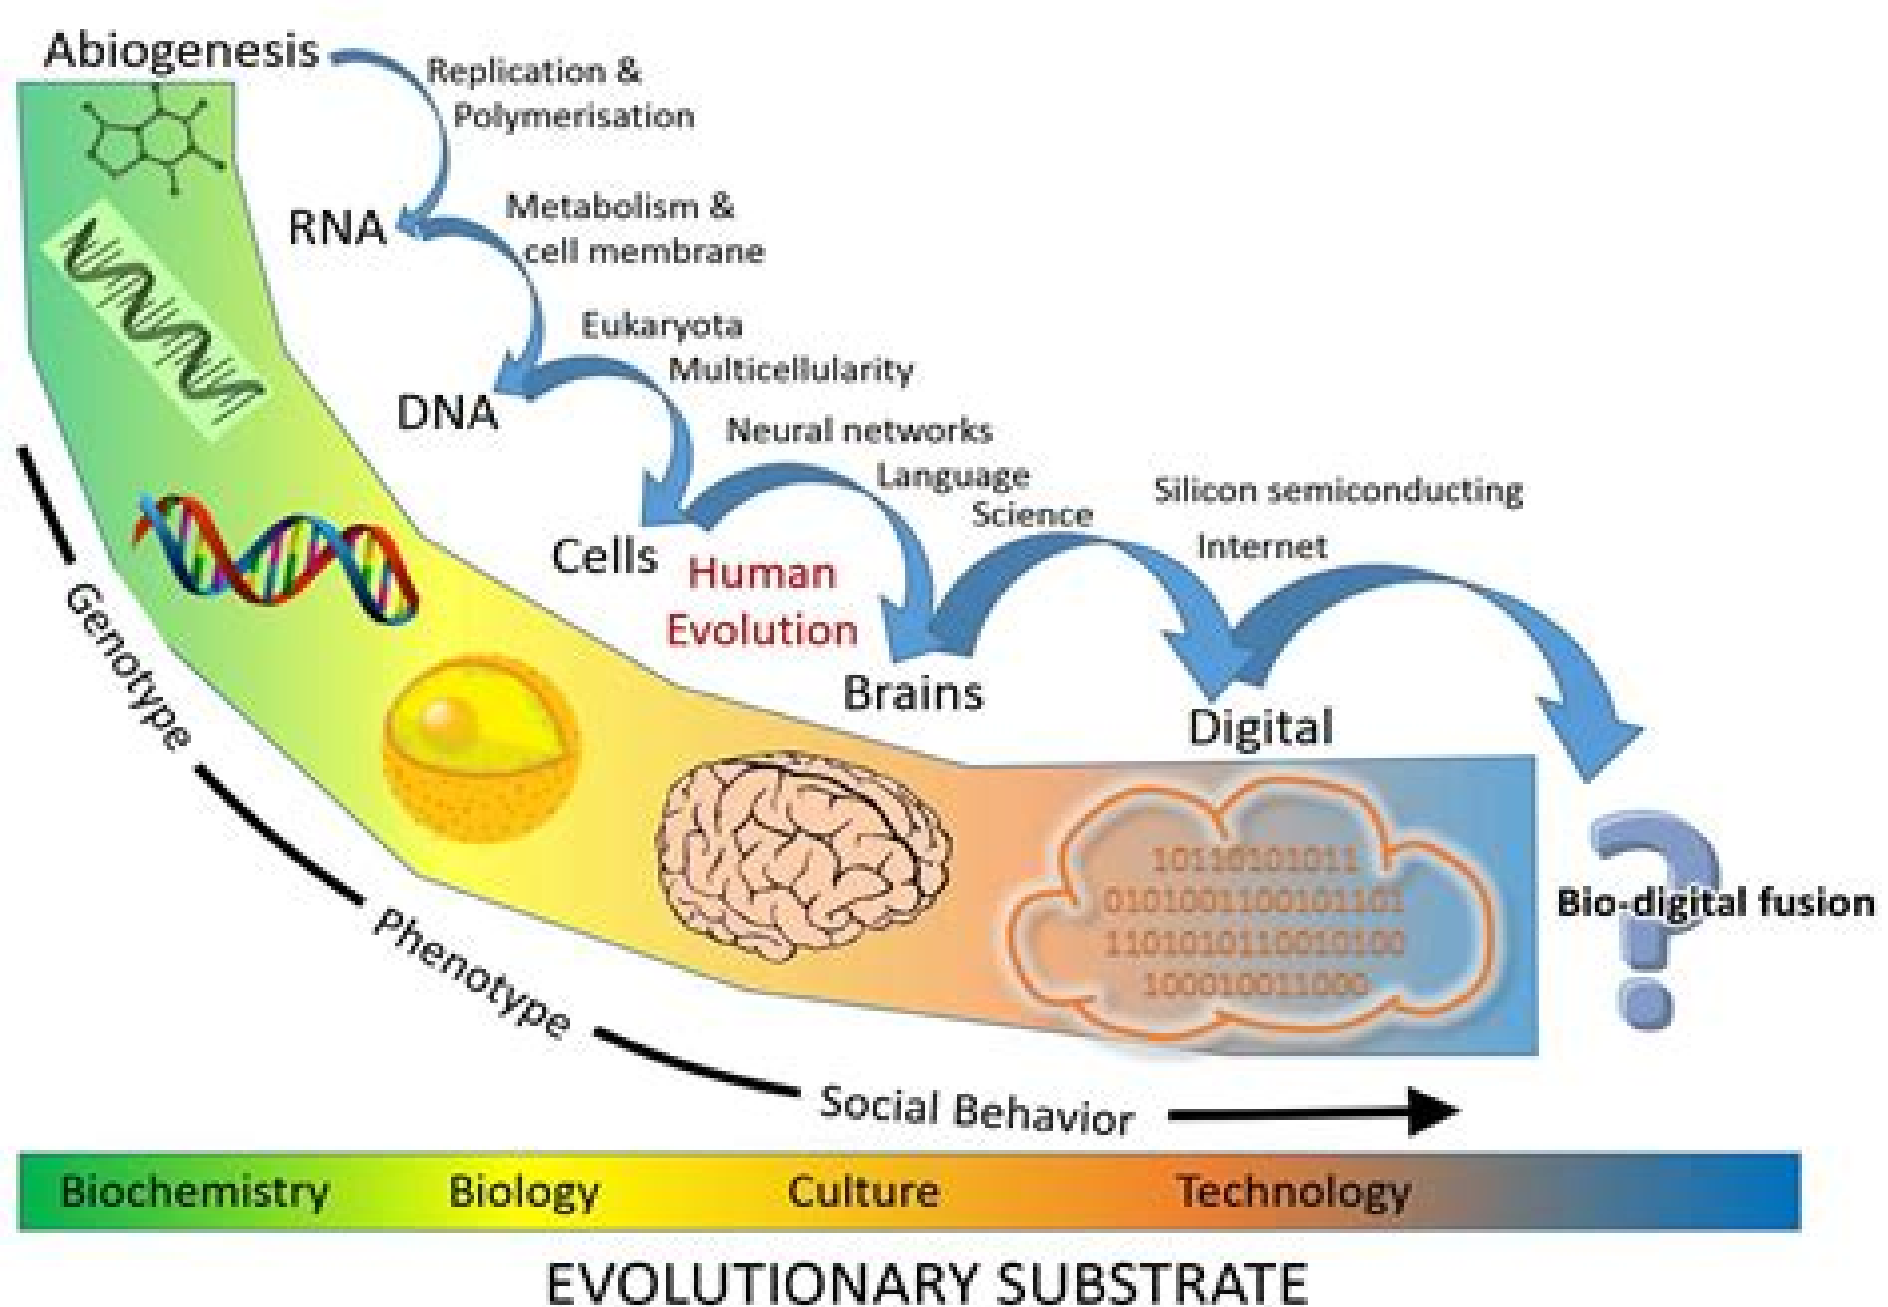 Abiogenesis
Replication &
Polymerisation
RNA
Metabolism &
cell membrane
Eukaryota
Multicellularity
DNA
Neural networks
Language
Science
Silicon semiconducting
Internet
Cells
Human
Evolution
Brains
Digital
10110101011
0101001100101101
1101010110010100
100010011000
Bio-digital fusion
?
Genotype
Phenotype
Social Behavior
Biochemistry
Biology
Culture
Technology
EVOLUTIONARY SUBSTRATE